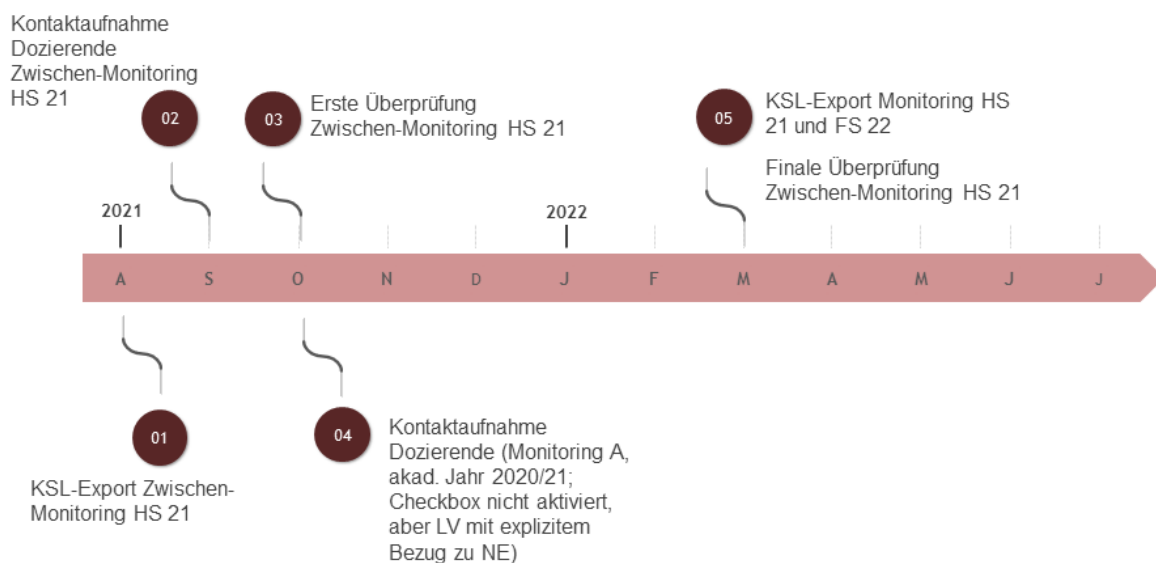 Kontaktaufnahme
Dozierende
Zwischen-Monitoring
HS 21
02
03
Erste Überprüfung
Zwischen-Monitoring HS 21
05
KSL-Export Monitoring HS
21 und FS 22
Finale Überprüfung
Zwischen-Monitoring HS 21
2021
2022
A S O N D J F M A M J J
01
KSL-Export Zwischen-
Monitoring HS 21
04
Kontaktaufnahme
Dozierende (Monitoring A,
akad. Jahr 2020/21;
Checkbox nicht aktiviert,
aber LV mit explizitem
Bezug zu NE)